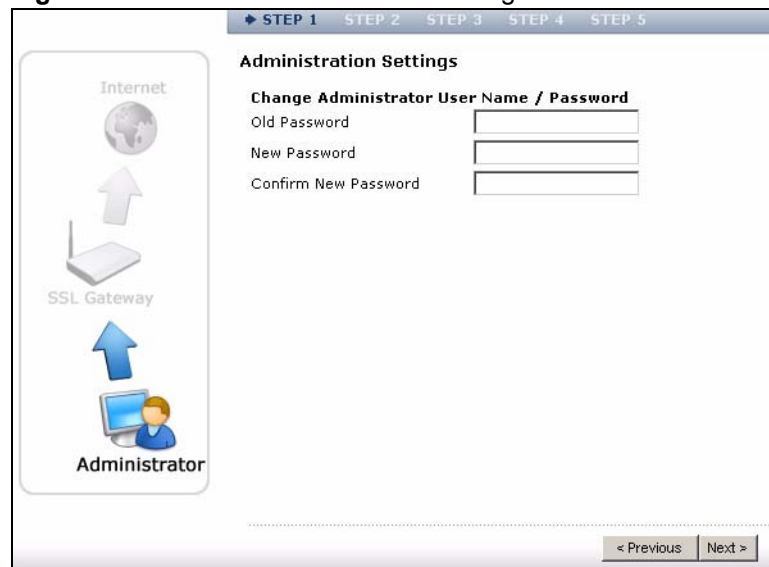 STEP 1 STEP 2 STEP 3 STEP 4 STEP 5
Administration Settings
Change Administrator User Name / Password
Old Password
New Password
Confirm New Password
Internet
SSL Gateway
Administrator
< Previous Next >